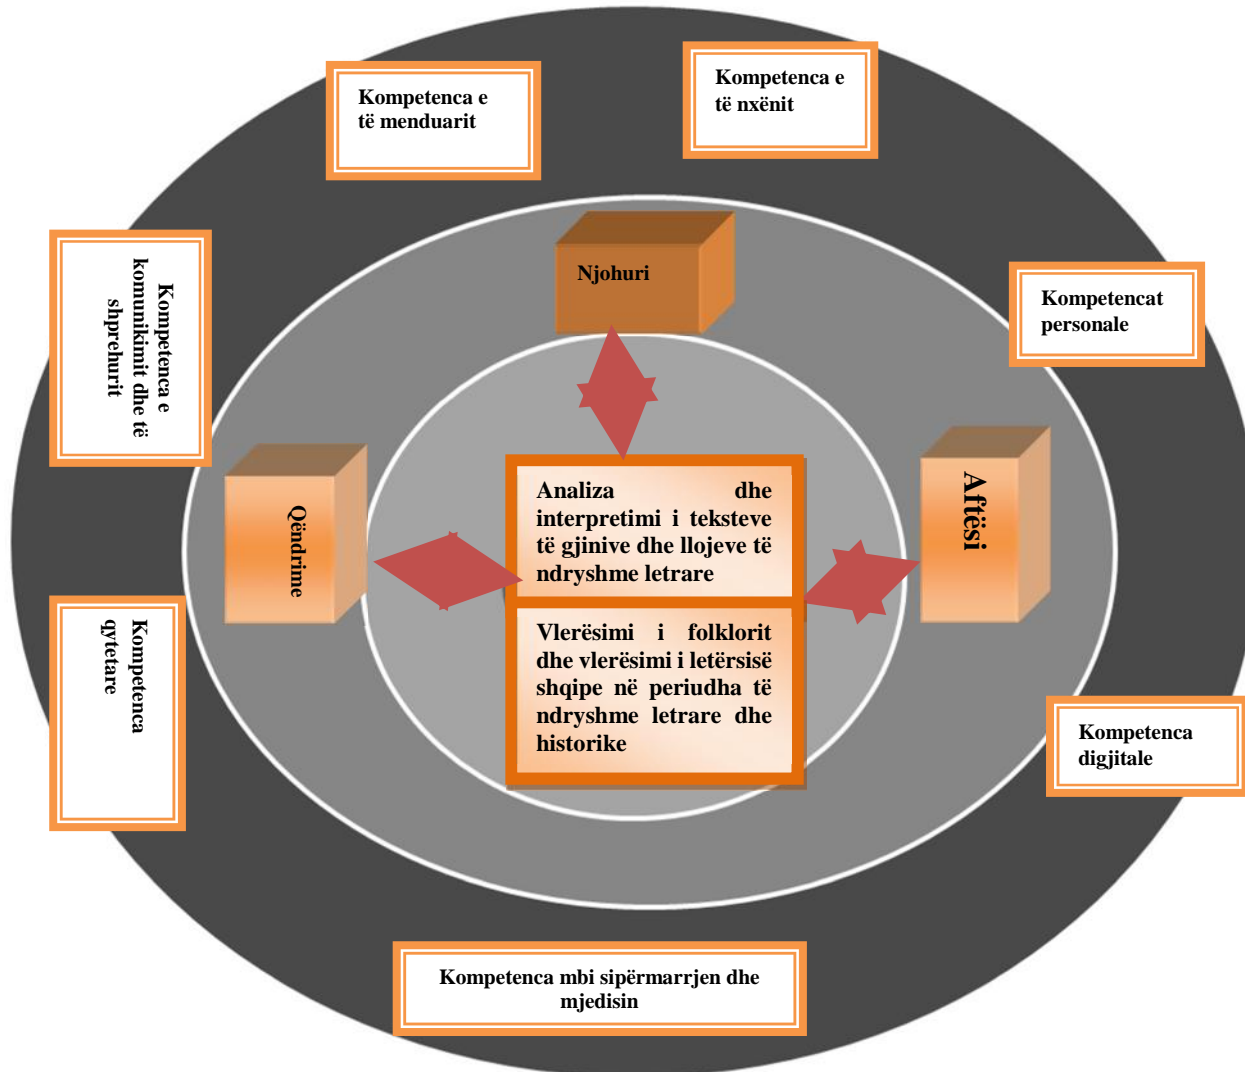 Kompetenca e
të menduarit
Kompetenca e
të nxënit
Kompetenca e
komunikimit dhe të
shprehurit
Njohuri
Kompetencat
personale
Qëndrime
Analiza dhe
interpretimi i teksteve
të gjinive dhe llojeve të
ndryshme letrare
Aftësi
Vlerësimi i folklorit
dhe vlerësimi i letërsisë
shqipe në periudha të
ndryshme letrare dhe
historike
Kompetenca
qytetare
Kompetenca
digjitale
Kompetenca mbi sipërmarrjen dhe
mjedisin